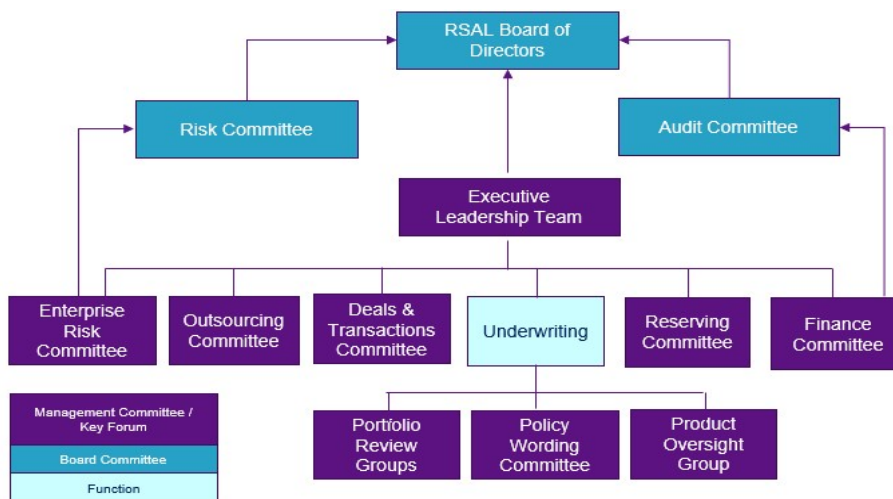 RSAL Board of
Directors
Risk Committee
Audit Committee
Executive
Leadership Team
Enterprise
Risk
Committee
Outsourcing
Committee
Deals &
Transactions
Committee
Underwriting
Reserving
Committee
Finance
Committee
Portfolio
Review
Groups
Policy
Wording
Committee
Product
Oversight
Group
Management Committee /
Key Forum
Board Committee
Function